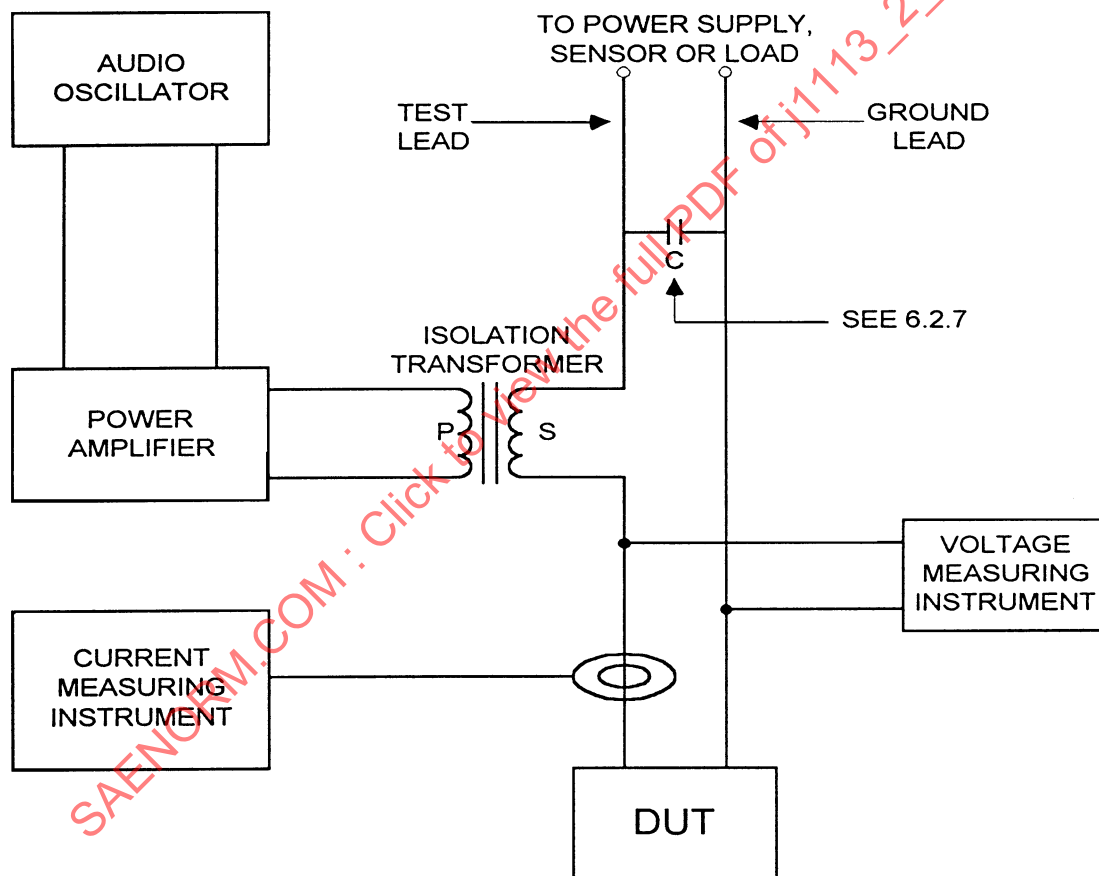 AUDIO
OSCILLATOR
TO POWER SUPPLY,
SENSOR OR LOAD
TEST
LEAD
GROUND
LEAD
C
SEE 6.2.7
ISOLATION
TRANSFORMER
POWER
AMPLIFIER
P
S
VOLTAGE
MEASURING
INSTRUMENT
CURRENT
MEASURING
INSTRUMENT
DUT
SAENORM.COM : Click to view the full PDF of j1113_2_